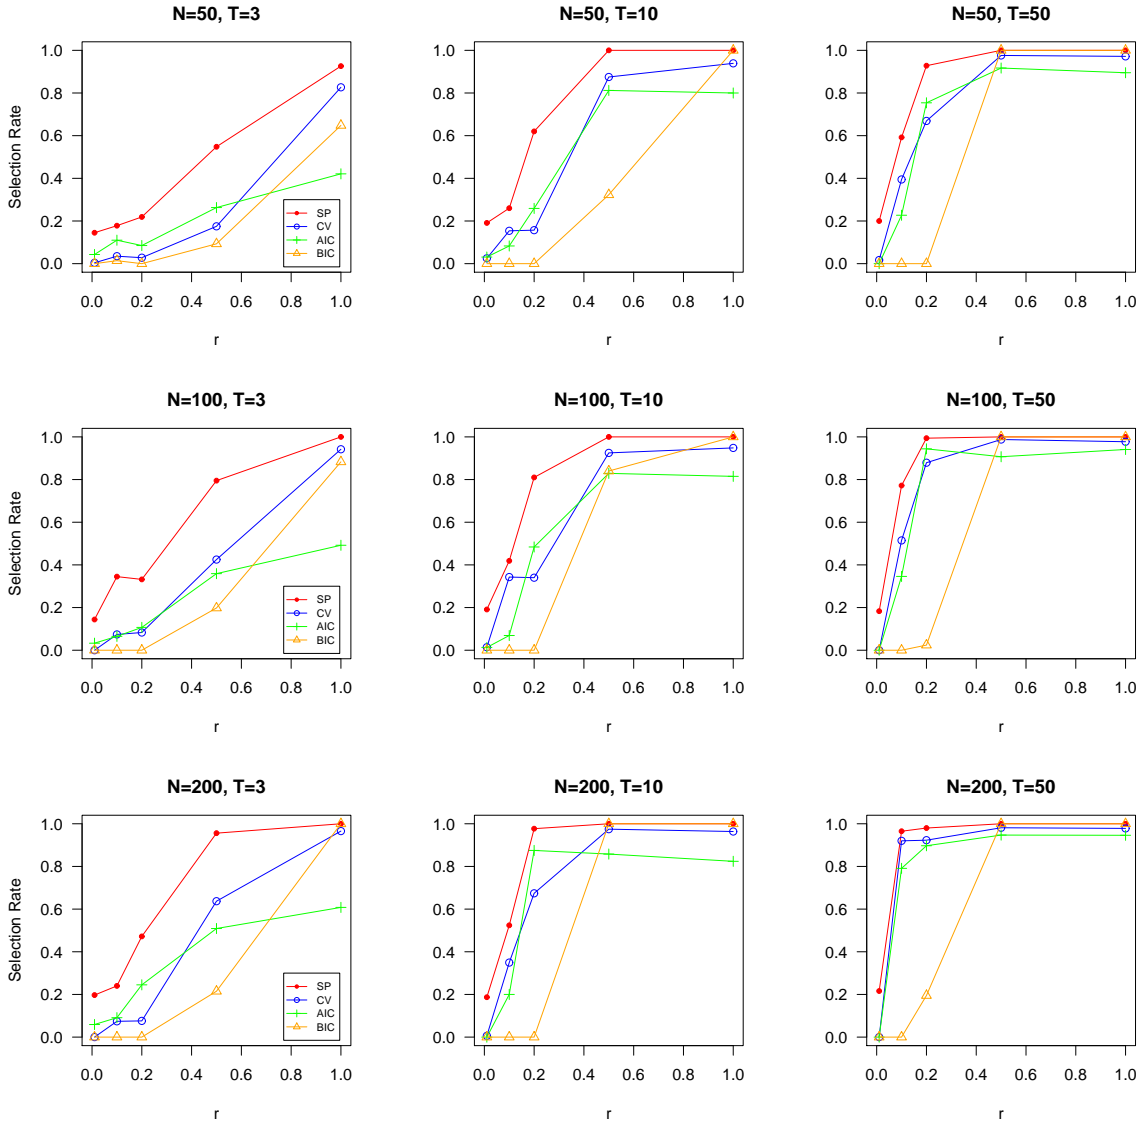 N=50, T=3
N=50, T=10
N=50, T=50
Selection Rate
1.0
0.8
0.6
0.4
0.2
0.0
SP
CV
AIC
BIC
0.0 0.2 0.4 0.6 0.8 1.0
r
1.0
0.8
0.6
0.4
0.2
0.0
0.0 0.2 0.4 0.6 0.8 1.0
r
1.0
0.8
0.6
0.4
0.2
0.0
0.0 0.2 0.4 0.6 0.8 1.0
r
N=100, T=3
N=100, T=10
N=100, T=50
Selection Rate
1.0
0.8
0.6
0.4
0.2
0.0
SP
CV
AIC
BIC
0.0 0.2 0.4 0.6 0.8 1.0
r
1.0
0.8
0.6
0.4
0.2
0.0
0.0 0.2 0.4 0.6 0.8 1.0
r
1.0
0.8
0.6
0.4
0.2
0.0
0.0 0.2 0.4 0.6 0.8 1.0
r
N=200, T=3
N=200, T=10
N=200, T=50
Selection Rate
1.0
0.8
0.6
0.4
0.2
0.0
SP
CV
AIC
BIC
0.0 0.2 0.4 0.6 0.8 1.0
r
1.0
0.8
0.6
0.4
0.2
0.0
0.0 0.2 0.4 0.6 0.8 1.0
r
1.0
0.8
0.6
0.4
0.2
0.0
0.0 0.2 0.4 0.6 0.8 1.0
r